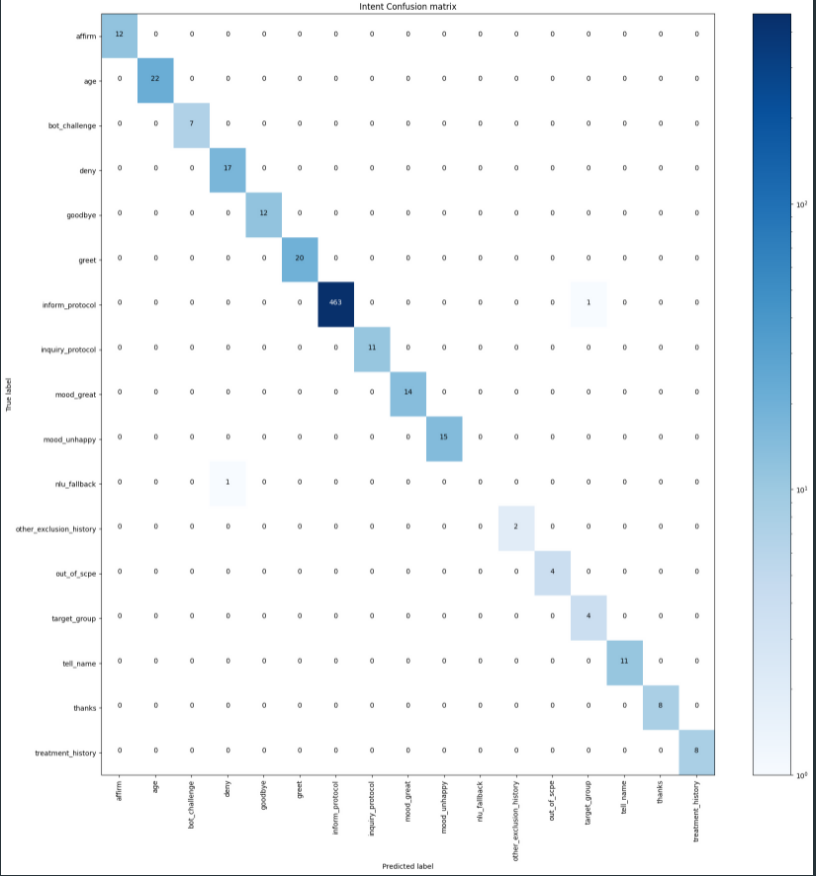 Intent Confusion matrix
affirm 12 0 0 0 0 0 0 0 0 0 0 0 0 0 0 0 0
age 0 22 0 0 0 0 0 0 0 0 0 0 0 0 0 0 0
bot_challenge 0 0 7 0 0 0 0 0 0 0 0 0 0 0 0 0 0
deny 0 0 0 17 0 0 0 0 0 0 0 0 0 0 0 0 0
goodbye 0 0 0 0 12 0 0 0 0 0 0 0 0 0 0 0 0
greet 0 0 0 0 0 20 0 0 0 0 0 0 0 0 0 0 0
inform_protocol 0 0 0 0 0 0 463 0 0 0 0 0 0 1 0 0 0
inquiry_protocol 0 0 0 0 0 0 0 11 0 0 0 0 0 0 0 0 0
mood_great 0 0 0 0 0 0 0 0 14 0 0 0 0 0 0 0 0
mood_unhappy 0 0 0 0 0 0 0 0 0 15 0 0 0 0 0 0 0
nlu_fallback 0 0 0 1 0 0 0 0 0 0 0 0 0 0 0 0 0
other_exclusion_history 0 0 0 0 0 0 0 0 0 0 0 2 0 0 0 0 0
out_of_scpe 0 0 0 0 0 0 0 0 0 0 0 0 4 0 0 0 0
target_group 0 0 0 0 0 0 0 0 0 0 0 0 0 4 0 0 0
tell_name 0 0 0 0 0 0 0 0 0 0 0 0 0 0 11 0 0
thanks 0 0 0 0 0 0 0 0 0 0 0 0 0 0 0 8 0
treatment_history 0 0 0 0 0 0 0 0 0 0 0 0 0 0 0 0 8
True label
affirm
age
bot_challenge
deny
goodbye
greet
inform_protocol
inquiry_protocol
mood_great
mood_unhappy
nlu_fallback
other_exclusion_history
out_of_scpe
target_group
tell_name
thanks
treatment_history
Predicted label
10²
10¹
10⁰